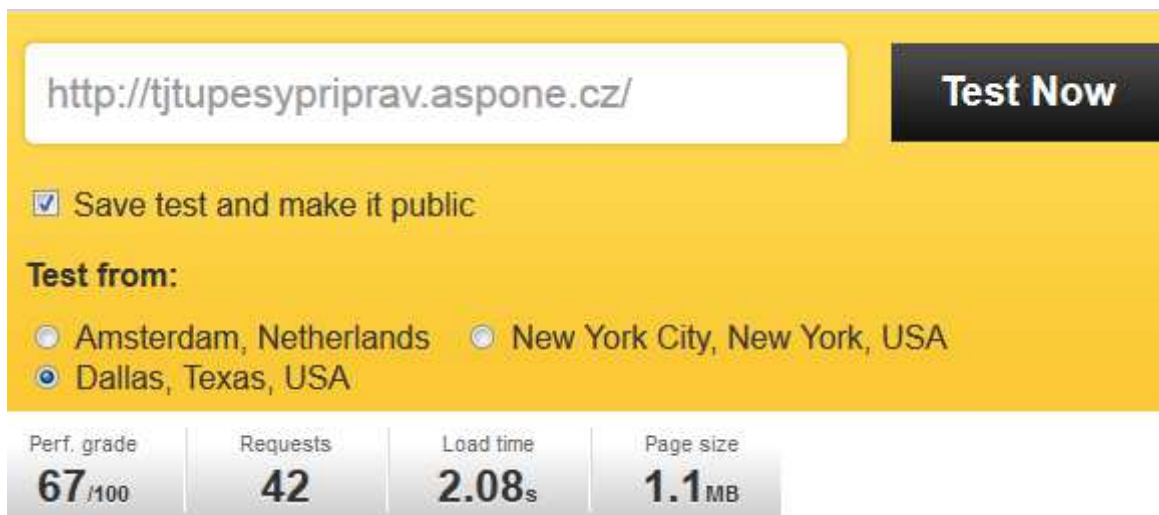 http://tjtupesypriprav.aspone.cz/ Test Now
Save test and make it public
Test from:
Amsterdam, Netherlands New York City, New York, USA
Dallas, Texas, USA
Perf. grade Requests Load time Page size
67/100 42 2.08s 1.1MB